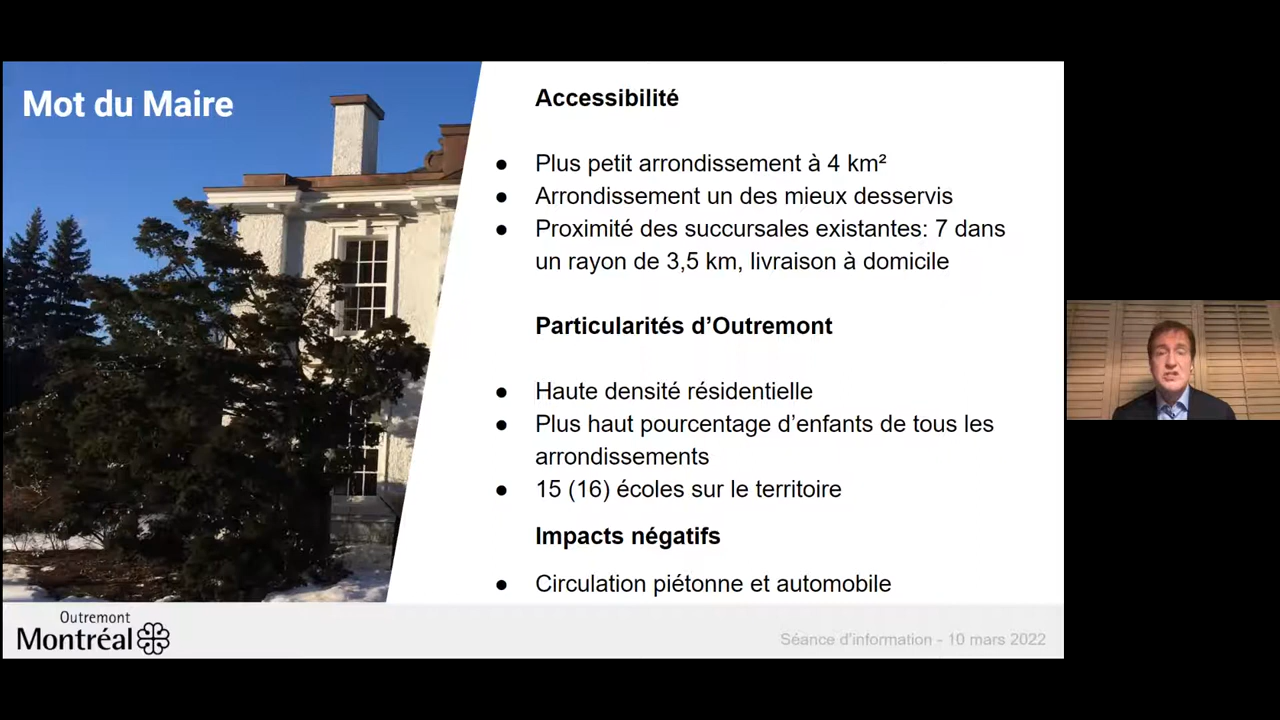 Mot du Maire
Accessibilité
● Plus petit arrondissement à 4 km²
● Arrondissement un des mieux desservis
● Proximité des succursales existantes: 7 dans
un rayon de 3,5 km, livraison à domicile
Particularités d’Outremont
● Haute densité résidentielle
● Plus haut pourcentage d’enfants de tous les
arrondissements
● 15 (16) écoles sur le territoire
Impacts négatifs
● Circulation piétonne et automobile
Outremont
Montréal
Séance d’information - 10 mars 2022